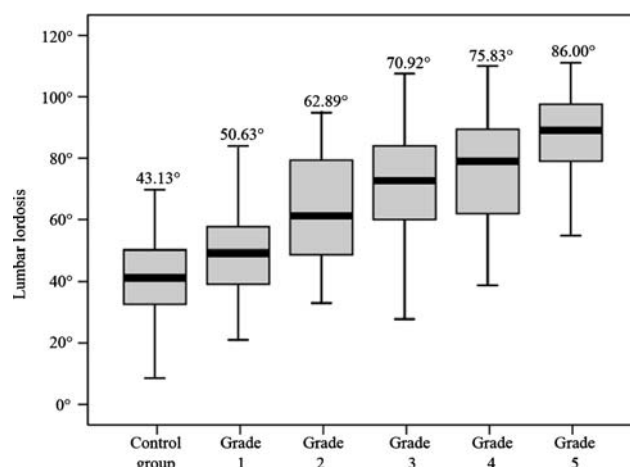 120°
100°
80°
60°
40°
20°
0°
Lumbar lordosis
43.13°
50.63°
62.89°
70.92°
75.83°
86.00°
Control
group
Grade
1
Grade
2
Grade
3
Grade
4
Grade
5